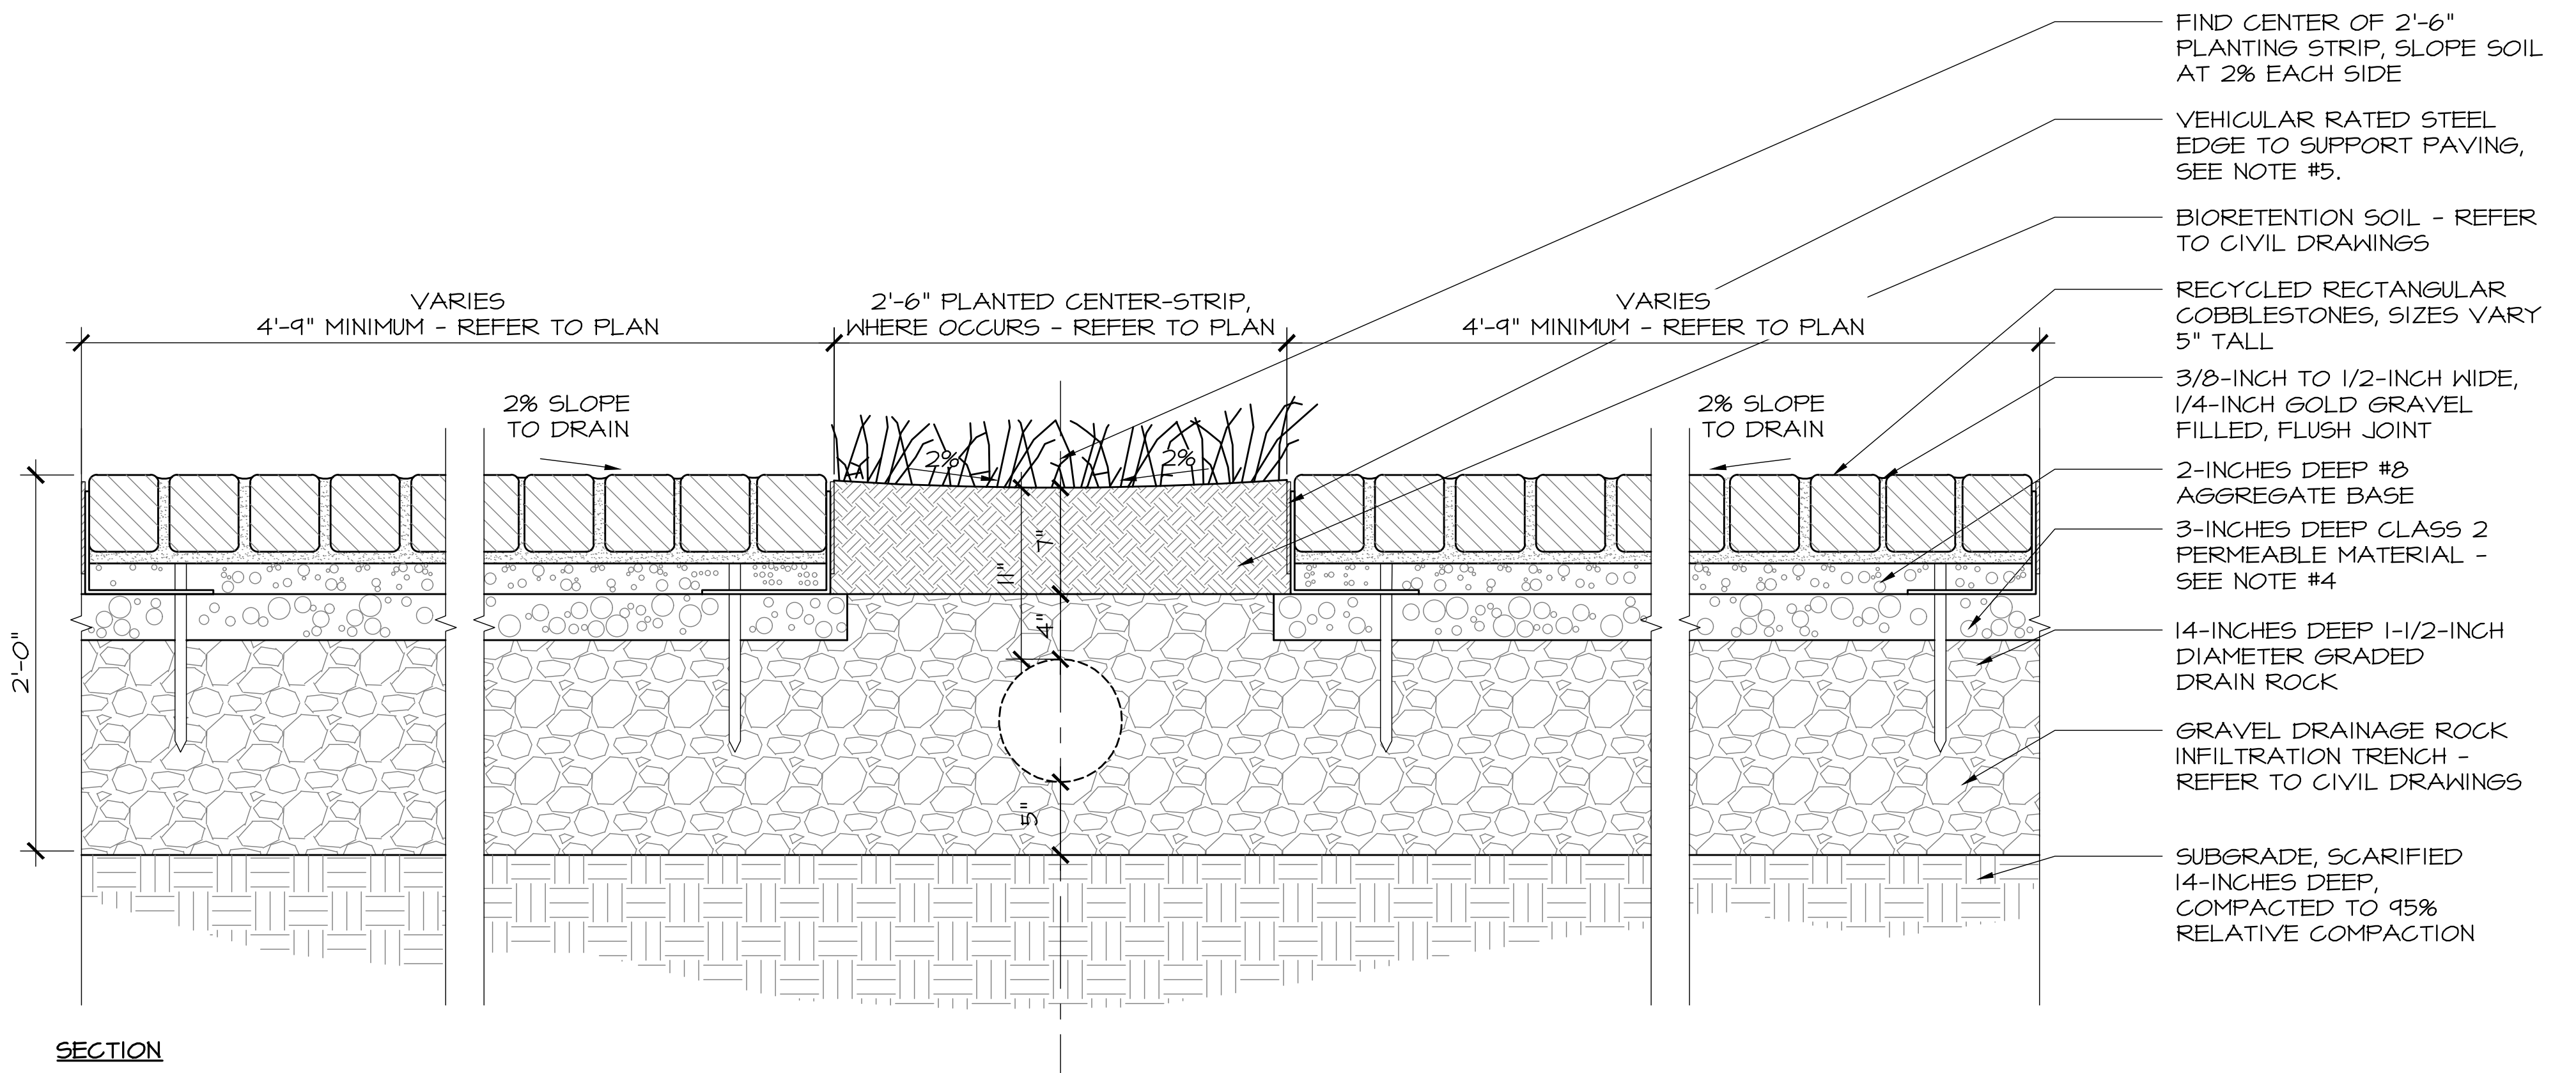 FIND CENTER OF 2'-6"
PLANTING STRIP, SLOPE SOIL
AT 2% EACH SIDE
VEHICULAR RATED STEEL
EDGE TO SUPPORT PAVING,
SEE NOTE #5.
BIORETENTION SOIL - REFER
TO CIVIL DRAWINGS
VARIES
4'-9" MINIMUM - REFER TO PLAN
2'-6" PLANTED CENTER-STRIP,
WHERE OCCURS - REFER TO PLAN
VARIES
4'-9" MINIMUM - REFER TO PLAN
RECYCLED RECTANGULAR
COBBLESTONES, SIZES VARY
5" TALL
3/8-INCH TO 1/2-INCH WIDE,
1/4-INCH GOLD GRAVEL
FILLED, FLUSH JOINT
2% SLOPE
TO DRAIN
2%
2%
2% SLOPE
TO DRAIN
2-INCHES DEEP #8
AGGREGATE BASE
3-INCHES DEEP CLASS 2
PERMEABLE MATERIAL -
SEE NOTE #4
7"
11"
4"
5"
2'-0"
14-INCHES DEEP 1-1/2-INCH
DIAMETER GRADED
DRAIN ROCK
GRAVEL DRAINAGE ROCK
INFILTRATION TRENCH -
REFER TO CIVIL DRAWINGS
SUBGRADE, SCARIFIED
14-INCHES DEEP,
COMPACTED TO 95%
RELATIVE COMPACTION
SECTION